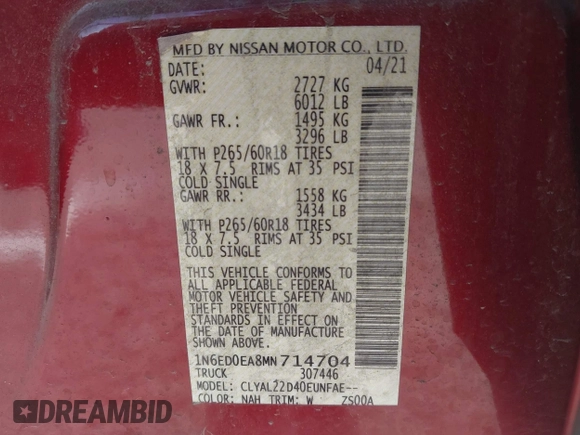 MFD BY NISSAN MOTOR CO., LTD.
DATE: 04/21
GVWR: 2727 KG
6012 LB
GAWR FR.: 1495 KG
3296 LB
WITH P265/60R18 TIRES
18 X 7.5 RIMS AT 35 PSI
COLD SINGLE
GAWR RR.: 1558 KG
3434 LB
WITH P265/60R18 TIRES
18 X 7.5 RIMS AT 35 PSI
COLD SINGLE
THIS VEHICLE CONFORMS TO
ALL APPLICABLE FEDERAL
MOTOR VEHICLE SAFETY AND
THEFT PREVENTION
STANDARDS IN EFFECT ON
THE DATE OF MANUFACTURE
SHOWN ABOVE.
1N6ED0EA8MN714704
TRUCK 307446
MODEL: CLYAL22D40EUNFAE--
COLOR: NAH TRIM: W ZS00A
© 2024 AutoBidMaster
AUTOBIDMASTER